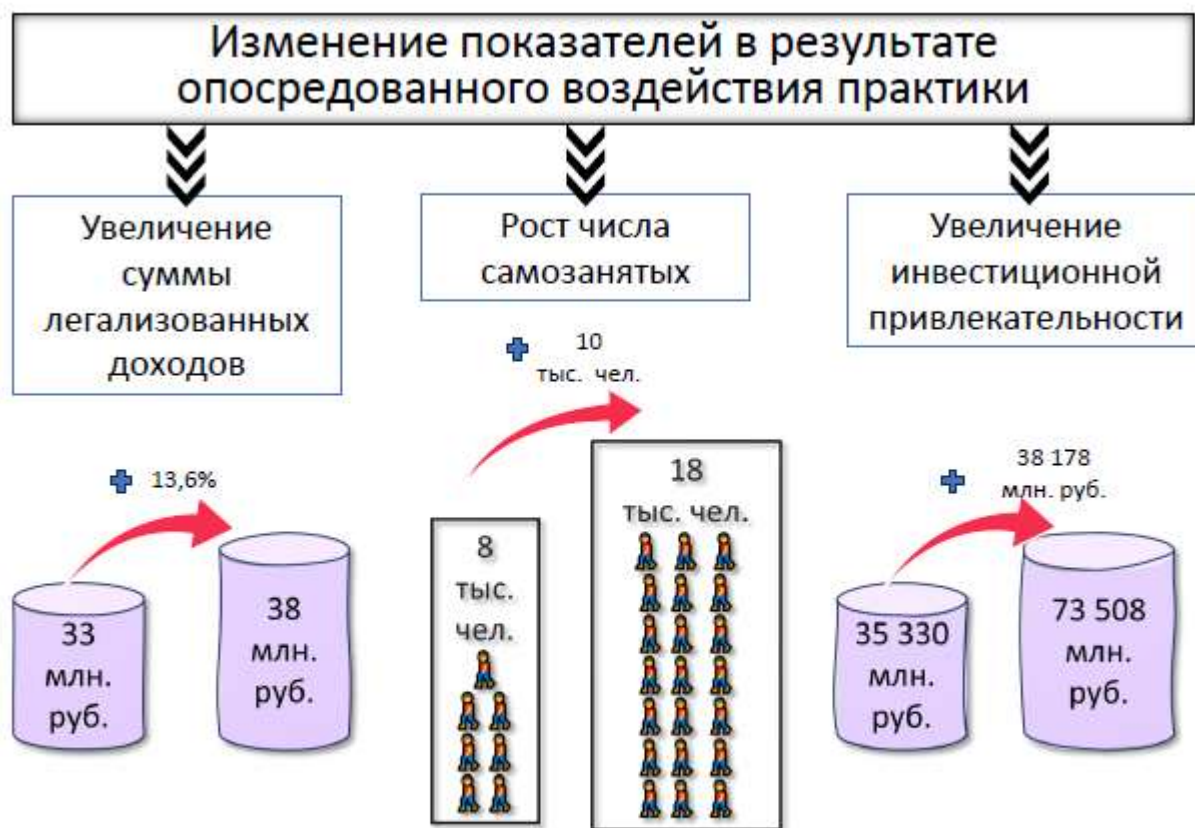 Изменение показателей в результате
опосредованного воздействия практики
Увеличение
суммы
легализованных
доходов
13,6%
33
млн.
руб.
38
млн.
руб.
Рост числа
самозанятых
10
тыс. чел.
8
тыс.
чел.
18
тыс. чел.
Увеличение
инвестиционной
привлекательности
38 178
млн. руб.
35 330
млн.
руб.
73 508
млн.
руб.